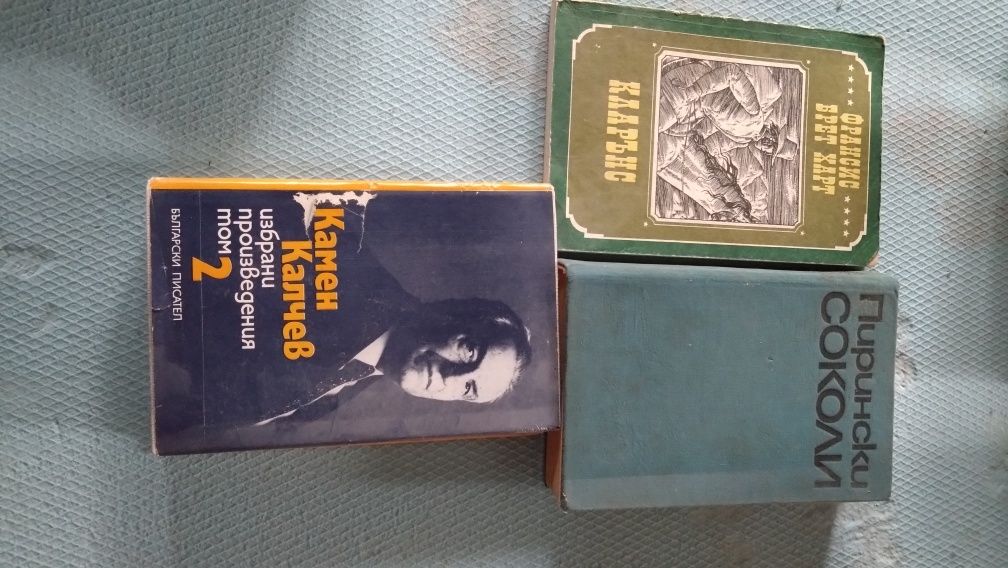 Камен
Калчев
избрани
произведения
том 2
БЪЛГАРСКИ ПИСАТЕЛ
ФРАНСИС
БРЕТ ХАРТ
КЛАРЪНС
Пирински
СОКОЛИ